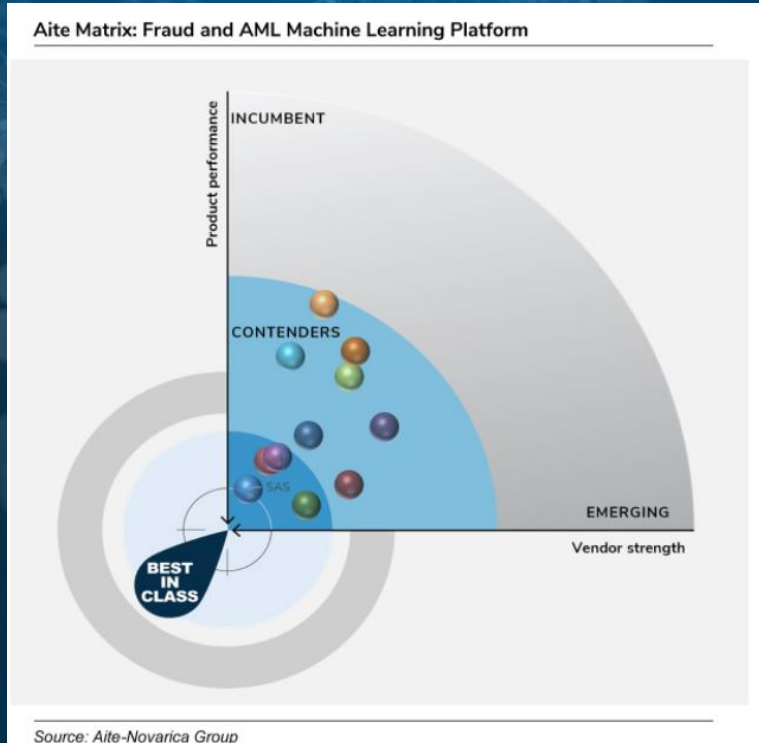 Aite Matrix: Fraud and AML Machine Learning Platform
Product performance
INCUMBENT
CONTENDERS
SAS
EMERGING
Vendor strength
BEST
IN
CLASS
Source: Aite-Novarica Group